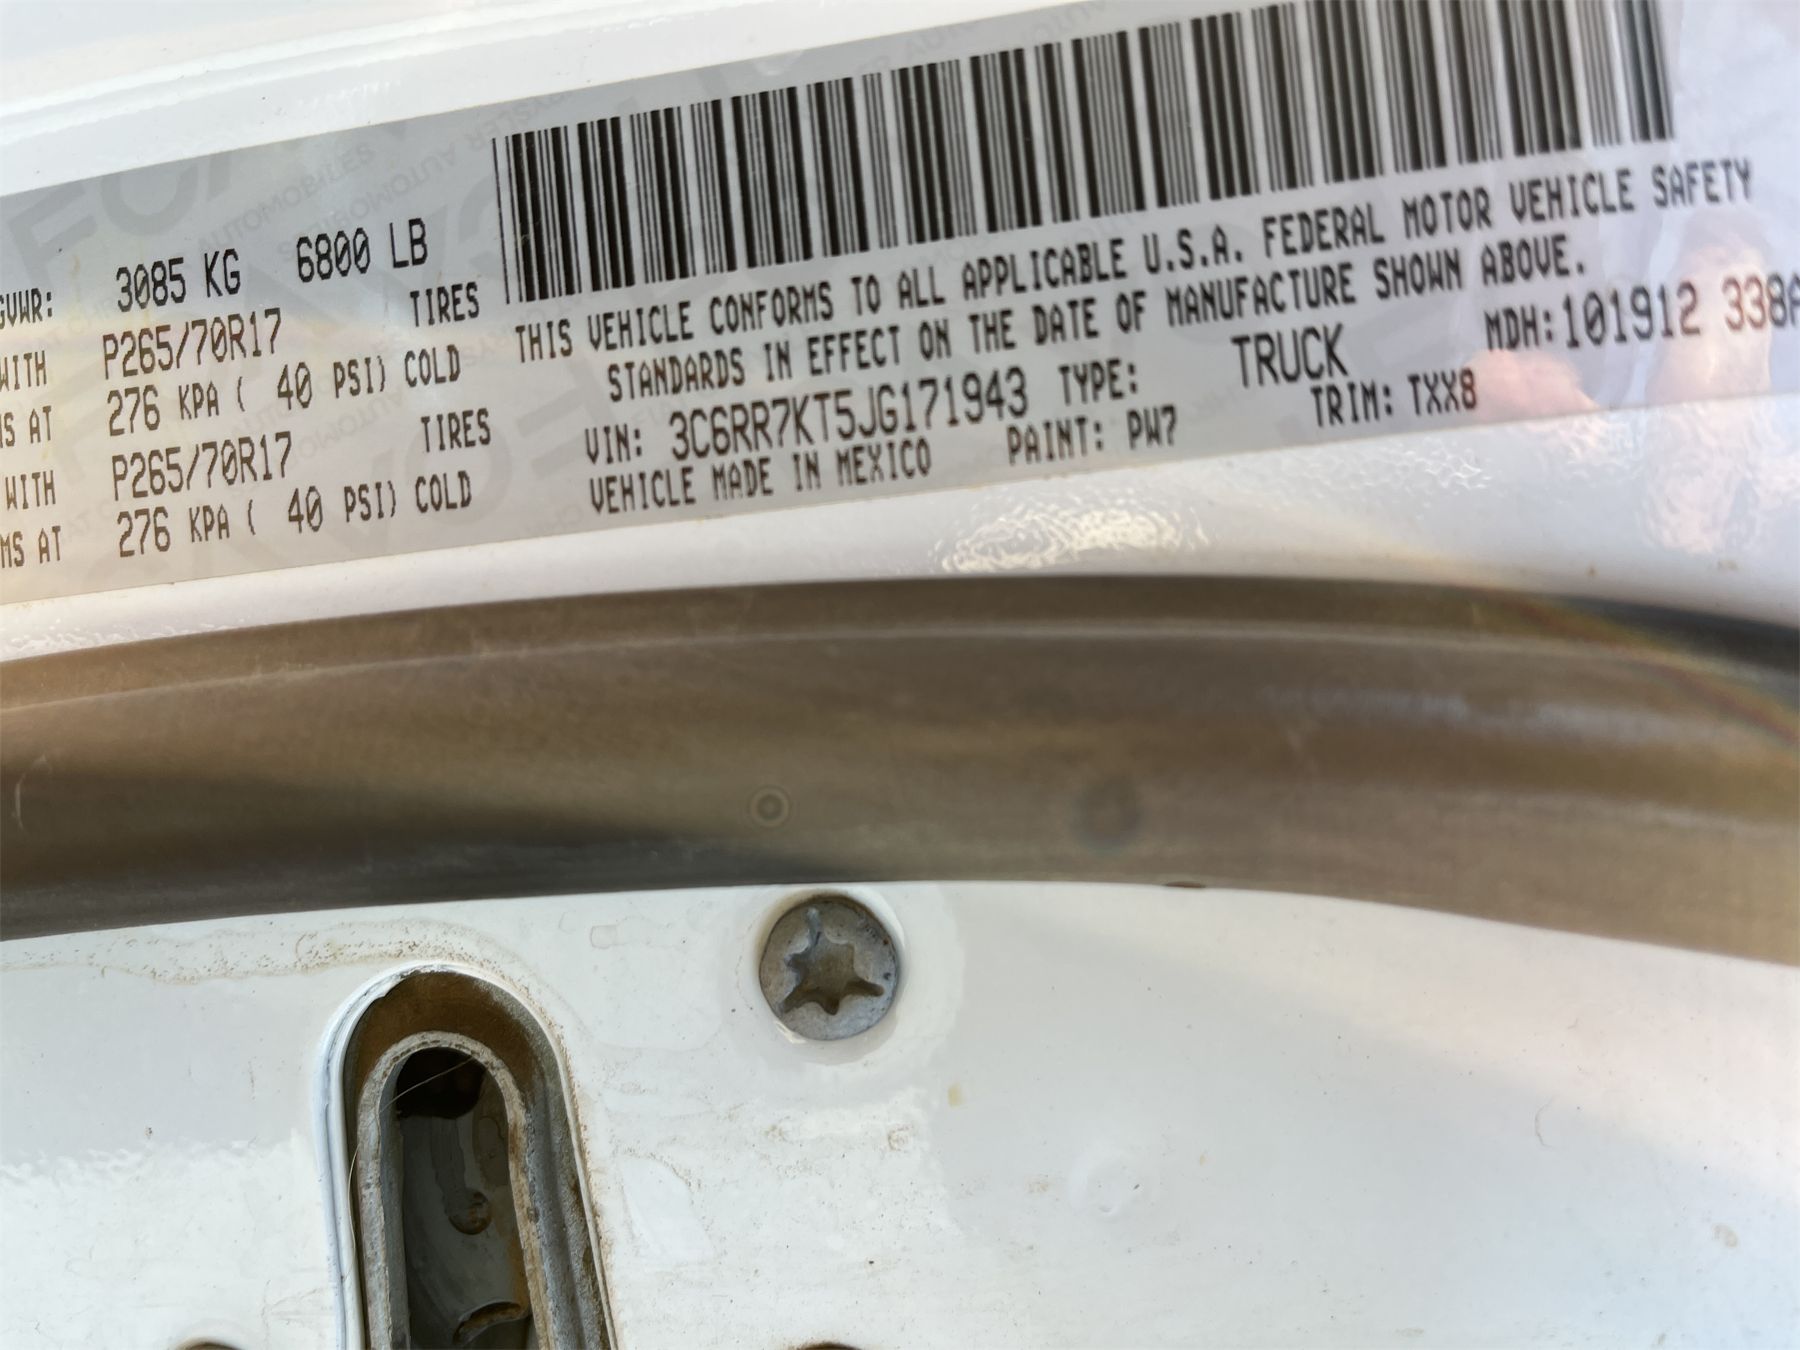 GVWR: 3085 KG 6800 LB
WITH P265/70R17 TIRES
MS AT 276 KPA ( 40 PSI) COLD
WITH P265/70R17 TIRES
MS AT 276 KPA ( 40 PSI) COLD
THIS VEHICLE CONFORMS TO ALL APPLICABLE U.S.A. FEDERAL MOTOR VEHICLE SAFETY
STANDARDS IN EFFECT ON THE DATE OF MANUFACTURE SHOWN ABOVE.
MDH:101912 338A
VIN: 3C6RR7KT5JG171943 TYPE: TRUCK
VEHICLE MADE IN MEXICO PAINT: PW7 TRIM: TXX8